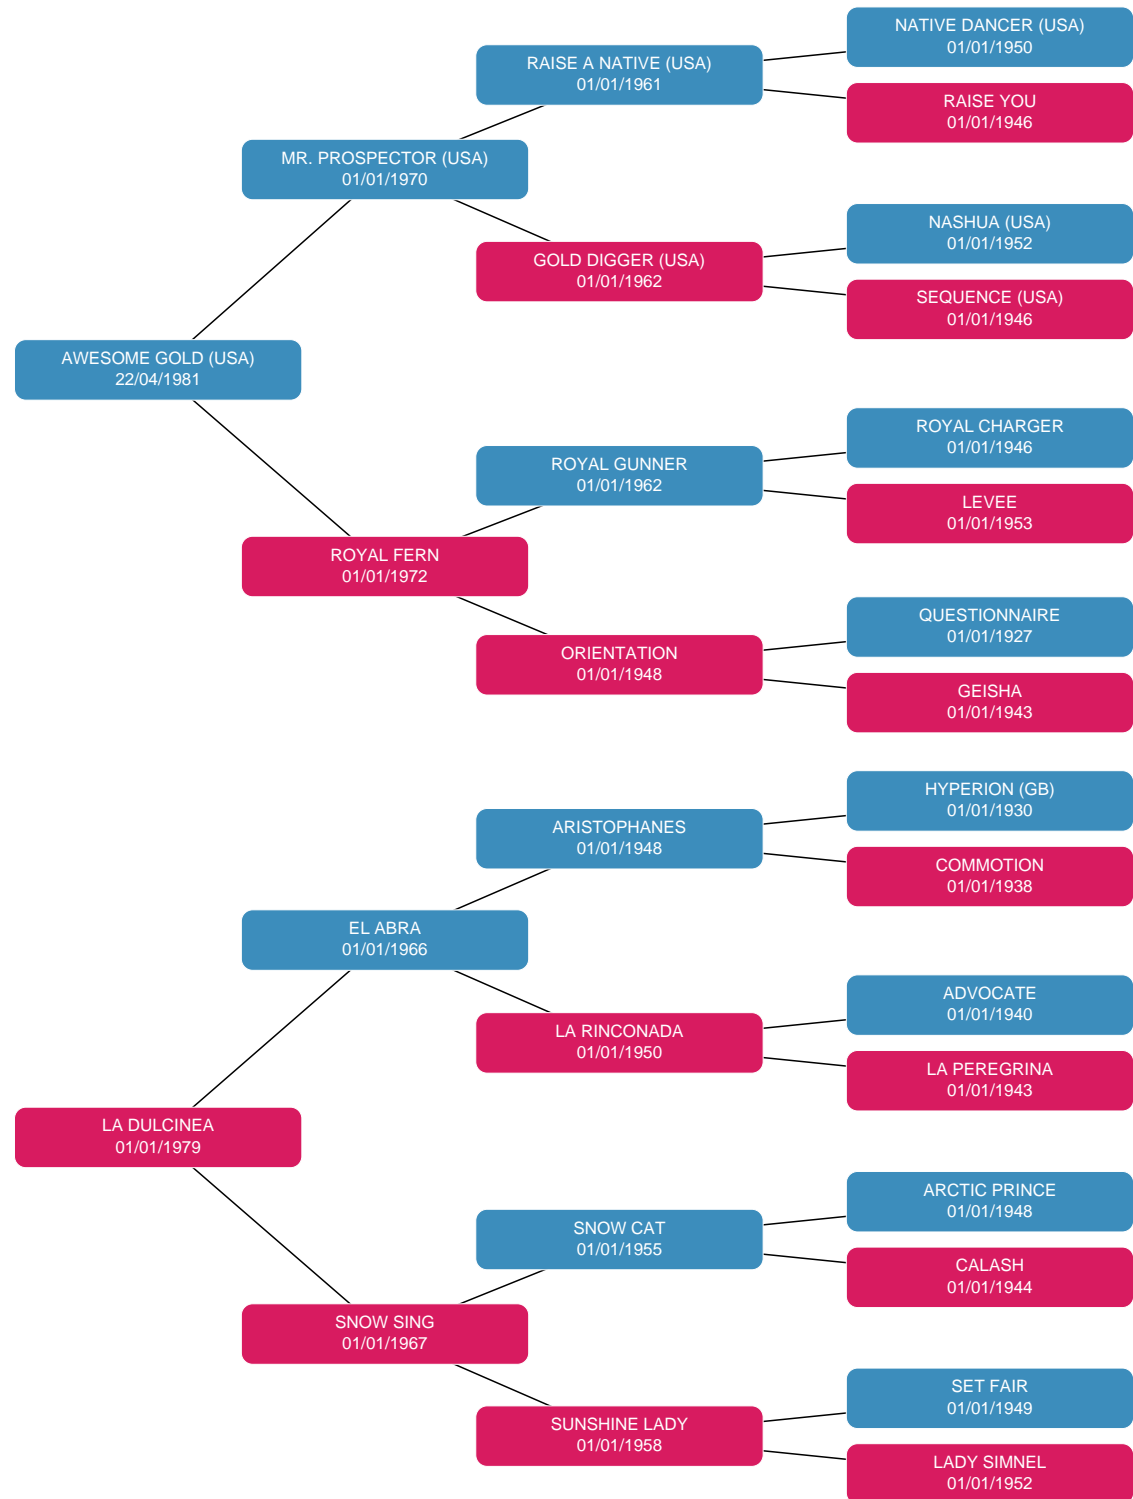 NATIVE DANCER (USA)
01/01/1950
RAISE A NATIVE (USA)
01/01/1961
RAISE YOU
01/01/1946
MR. PROSPECTOR (USA)
01/01/1970
NASHUA (USA)
01/01/1952
GOLD DIGGER (USA)
01/01/1962
SEQUENCE (USA)
01/01/1946
AWESOME GOLD (USA)
22/04/1981
ROYAL CHARGER
01/01/1946
ROYAL GUNNER
01/01/1962
LEVEE
01/01/1953
ROYAL FERN
01/01/1972
QUESTIONNAIRE
01/01/1927
ORIENTATION
01/01/1948
GEISHA
01/01/1943
HYPERION (GB)
01/01/1930
ARISTOPHANES
01/01/1948
COMMOTION
01/01/1938
EL ABRA
01/01/1966
ADVOCATE
01/01/1940
LA RINCONADA
01/01/1950
LA PEREGRINA
01/01/1943
LA DULCINEA
01/01/1979
ARCTIC PRINCE
01/01/1948
SNOW CAT
01/01/1955
CALASH
01/01/1944
SNOW SING
01/01/1967
SET FAIR
01/01/1949
SUNSHINE LADY
01/01/1958
LADY SIMNEL
01/01/1952